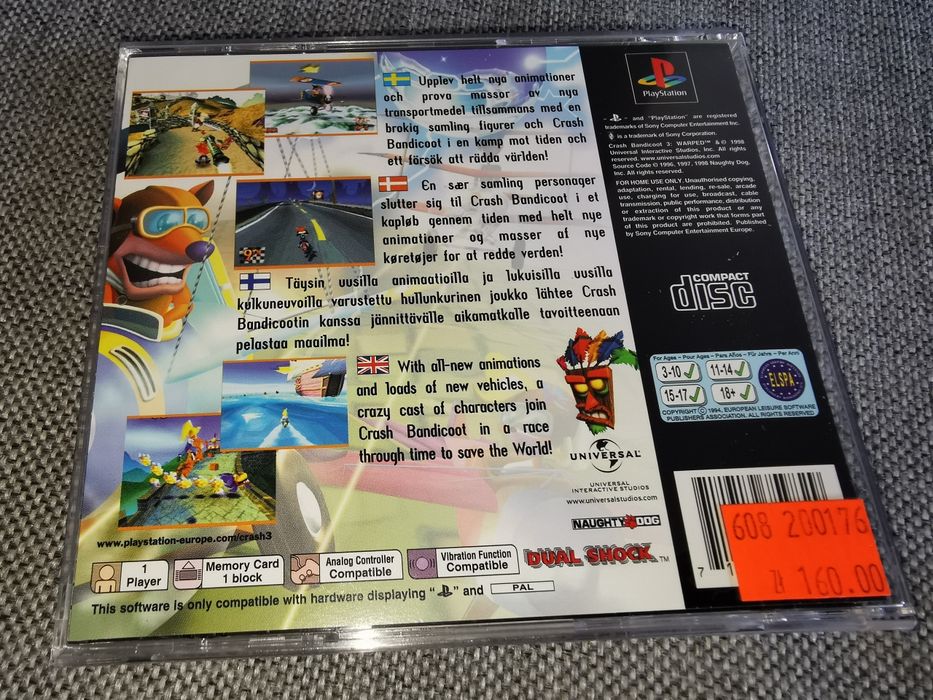 Upplev helt nya animationer
och prova massor av nya
transportmedel tillsammans med en
brokig samling figurer och Crash
Bandicoot i en kamp mot tiden och
ett försök att rädda världen!
En sær samling personager
slutter sig til Crash Bandicoot i et
kapløb gennem tiden med helt nye
animationer og masser af nye
køretøjer for at redde verden!
Täysin uusilla animaatioilla ja lukuisilla uusilla
kulkuneuvoilla varustettu hullunkurinen joukko lähtee Crash
Bandicootin kanssa jännittävälle aikamatkalle tavoitteenaan
pelastaa maailma!
With all-new animations
and loads of new vehicles, a
crazy cast of characters join
Crash Bandicoot in a race
through time to save the World!
UNIVERSAL
UNIVERSAL
INTERACTIVE STUDIOS
www.universalstudios.com
NAUGHTY DOG
DUAL SHOCK™
www.playstation-europe.com/crash3
1
Player
Memory Card
1 block
Analog Controller
Compatible
Vibration Function
Compatible
This software is only compatible with hardware displaying " " and PAL
PlayStation
" " and "PlayStation" are registered
trademarks of Sony Computer Entertainment Inc.
is a trademark of Sony Corporation.
Crash Bandicoot 3: WARPED™ & © 1998
Universal Interactive Studios, Inc. All rights
reserved. www.universalstudios.com
Source Code © 1996, 1997, 1998 Naughty Dog,
Inc. All rights reserved.
FOR HOME USE ONLY. Unauthorised copying,
adaptation, rental, lending, re-sale, arcade
use, charging for use, broadcast, cable
transmission, public performance, distribution
or extraction of this product or any
trademark or copyright work that forms part
of this product are prohibited. Published
by Sony Computer Entertainment Europe.
COMPACT
disc
For Ages – Pour Ages – Para Años – Für Jahre – Per Anni
3-10 ✓ 11-14 ✓
15-17 ✓ 18+ ✓
ELSPA
COPYRIGHT © 1994, EUROPEAN LEISURE SOFTWARE
PUBLISHERS ASSOCIATION. ALL RIGHTS RESERVED
608 200176
zł 160.00
7